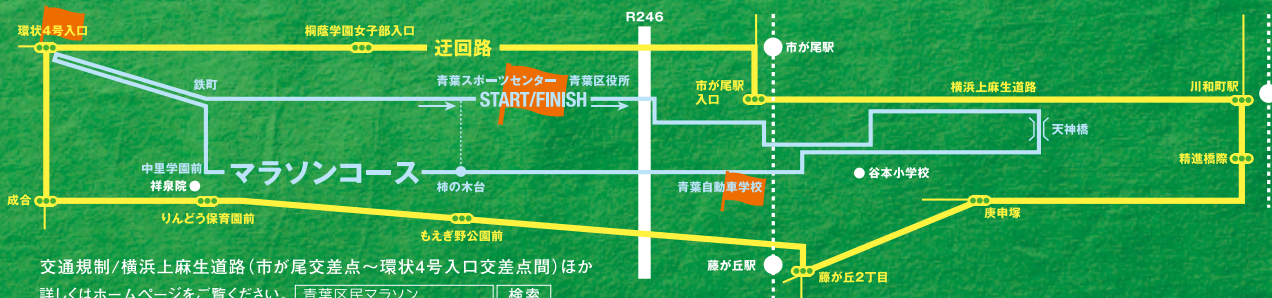 R246
環状4号入口
桐蔭学園女子部入口
迂回路
市が尾駅
鉄町
青葉スポーツセンター
青葉区役所
START/FINISH
市が尾駅
入口
横浜上麻生道路
川和町駅
天神橋
中里学園前
マラソンコース
祥泉院
柿の木台
青葉自動車学校
谷本小学校
精進橋際
成合
りんどう保育園前
もえぎ野公園前
庚申塚
藤が丘駅
藤が丘2丁目
交通規制/横浜上麻生道路(市が尾交差点～環状4号入口交差点間)ほか
詳しくはホームページをご覧ください。 青葉区民マラソン 検索